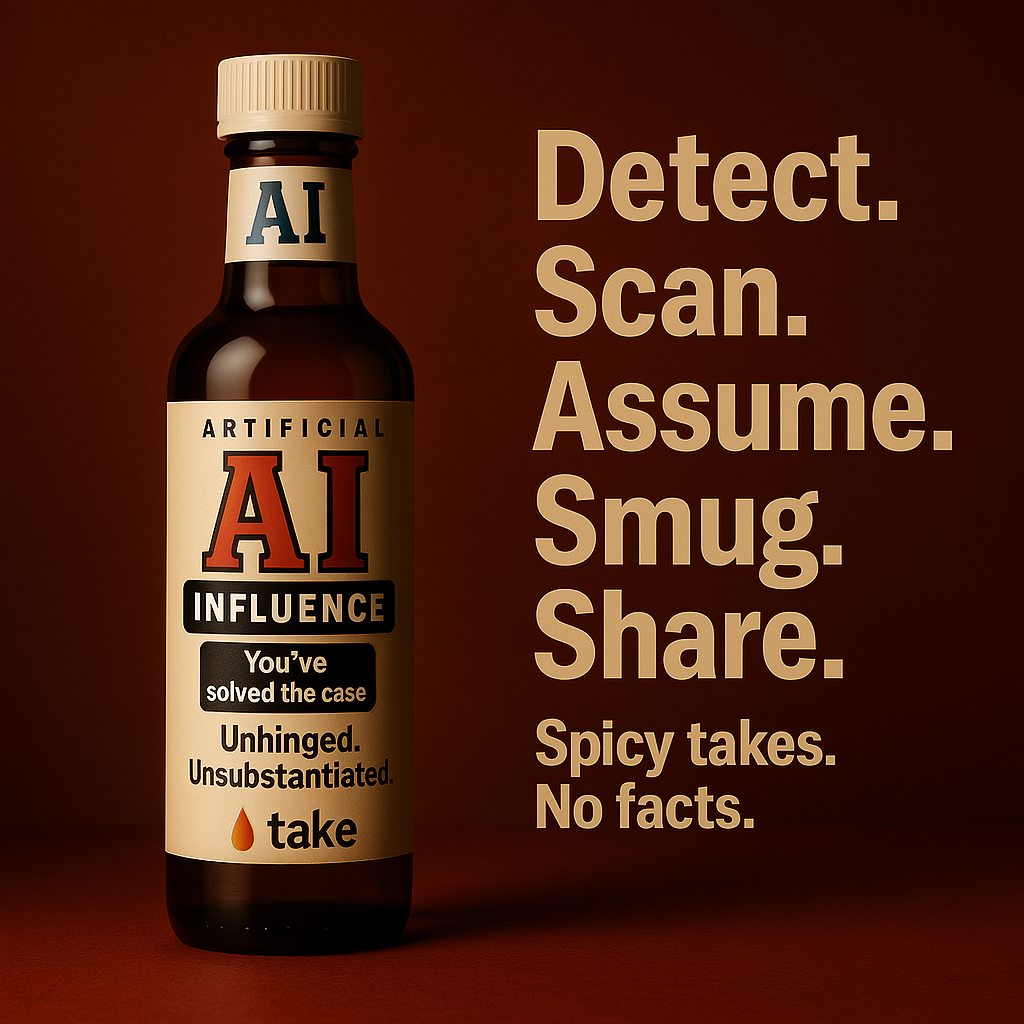 AI
ARTIFICIAL
AI
INFLUENCE
You've
solved the case
Unhinged.
Unsubstantiated.
take
Detect.
Scan.
Assume.
Smug.
Share.
Spicy takes.
No facts.